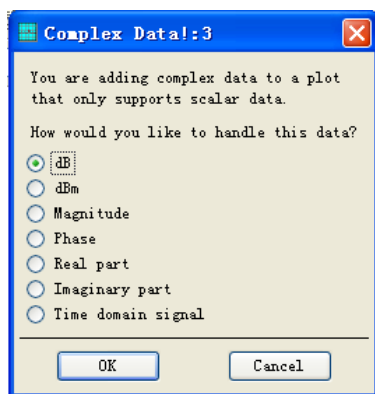 Complex Data!:3
You are adding complex data to a plot
that only supports scalar data.
How would you like to handle this data?
dB
dBm
Magnitude
Phase
Real part
Imaginary part
Time domain signal
OK Cancel